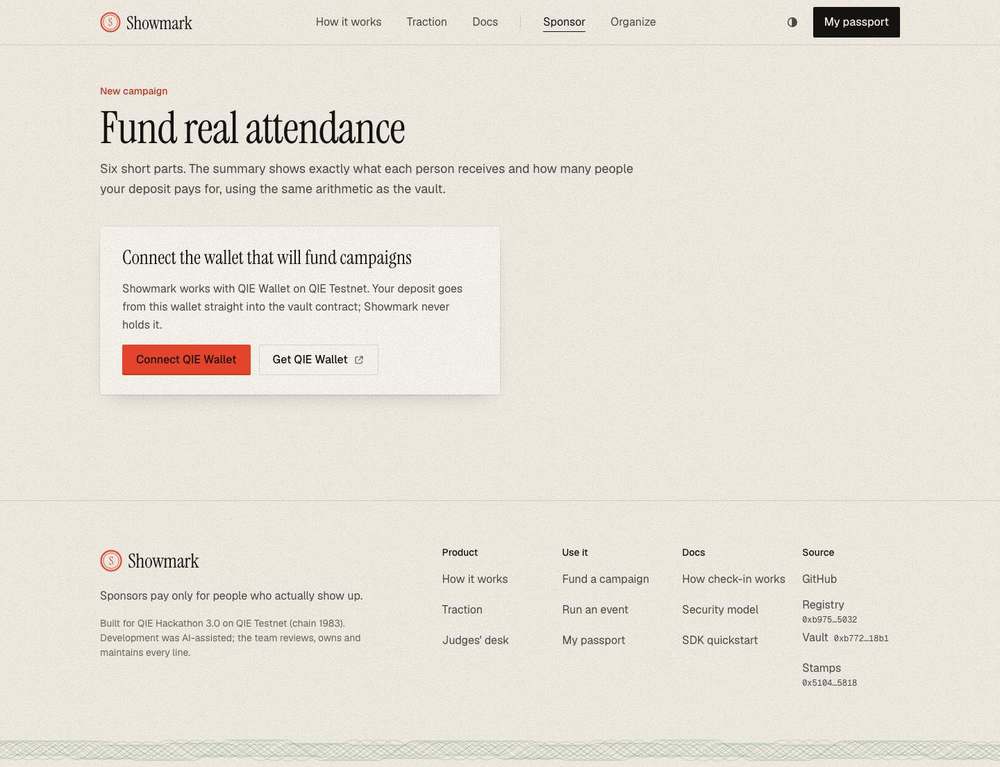 S Showmark
How it works
Traction
Docs
Sponsor
Organize
My passport
New campaign
Fund real attendance
Six short parts. The summary shows exactly what each person receives and how many people
your deposit pays for, using the same arithmetic as the vault.
Connect the wallet that will fund campaigns
Showmark works with QIE Wallet on QIE Testnet. Your deposit goes
from this wallet straight into the vault contract; Showmark never
holds it.
Connect QIE Wallet
Get QIE Wallet
S Showmark
Sponsors pay only for people who actually show up.
Built for QIE Hackathon 3.0 on QIE Testnet (chain 1983).
Development was AI-assisted; the team reviews, owns and
maintains every line.
Product
How it works
Traction
Judges' desk
Use it
Fund a campaign
Run an event
My passport
Docs
How check-in works
Security model
SDK quickstart
Source
GitHub
Registry
0xb975…5032
Vault 0xb772…18b1
Stamps
0x5104…5818